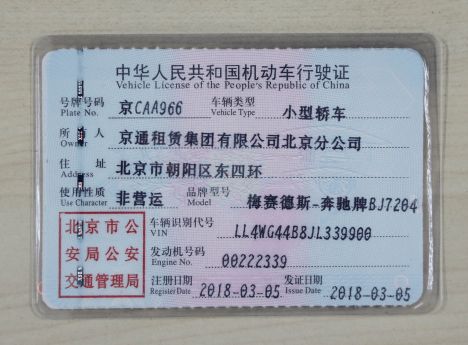 中华人民共和国机动车行驶证
Vehicle License of the People's Republic of China
号牌号码 京CAA966 车辆类型 小型轿车
Plate No. Vehicle Type
所有人 京通租赁集团有限公司北京分公司
Owner
住址 北京市朝阳区东四环
Address
使用性质 非营运 品牌型号 梅赛德斯-奔驰牌BJ7204
Use Character Model
北京市公安局公安交通管理局
车辆识别代号 LL4WG44B8JL339900
VIN
发动机号码 00222339
Engine No.
注册日期 2018-03-05 发证日期 2018-03-05
Register Date Issue Date